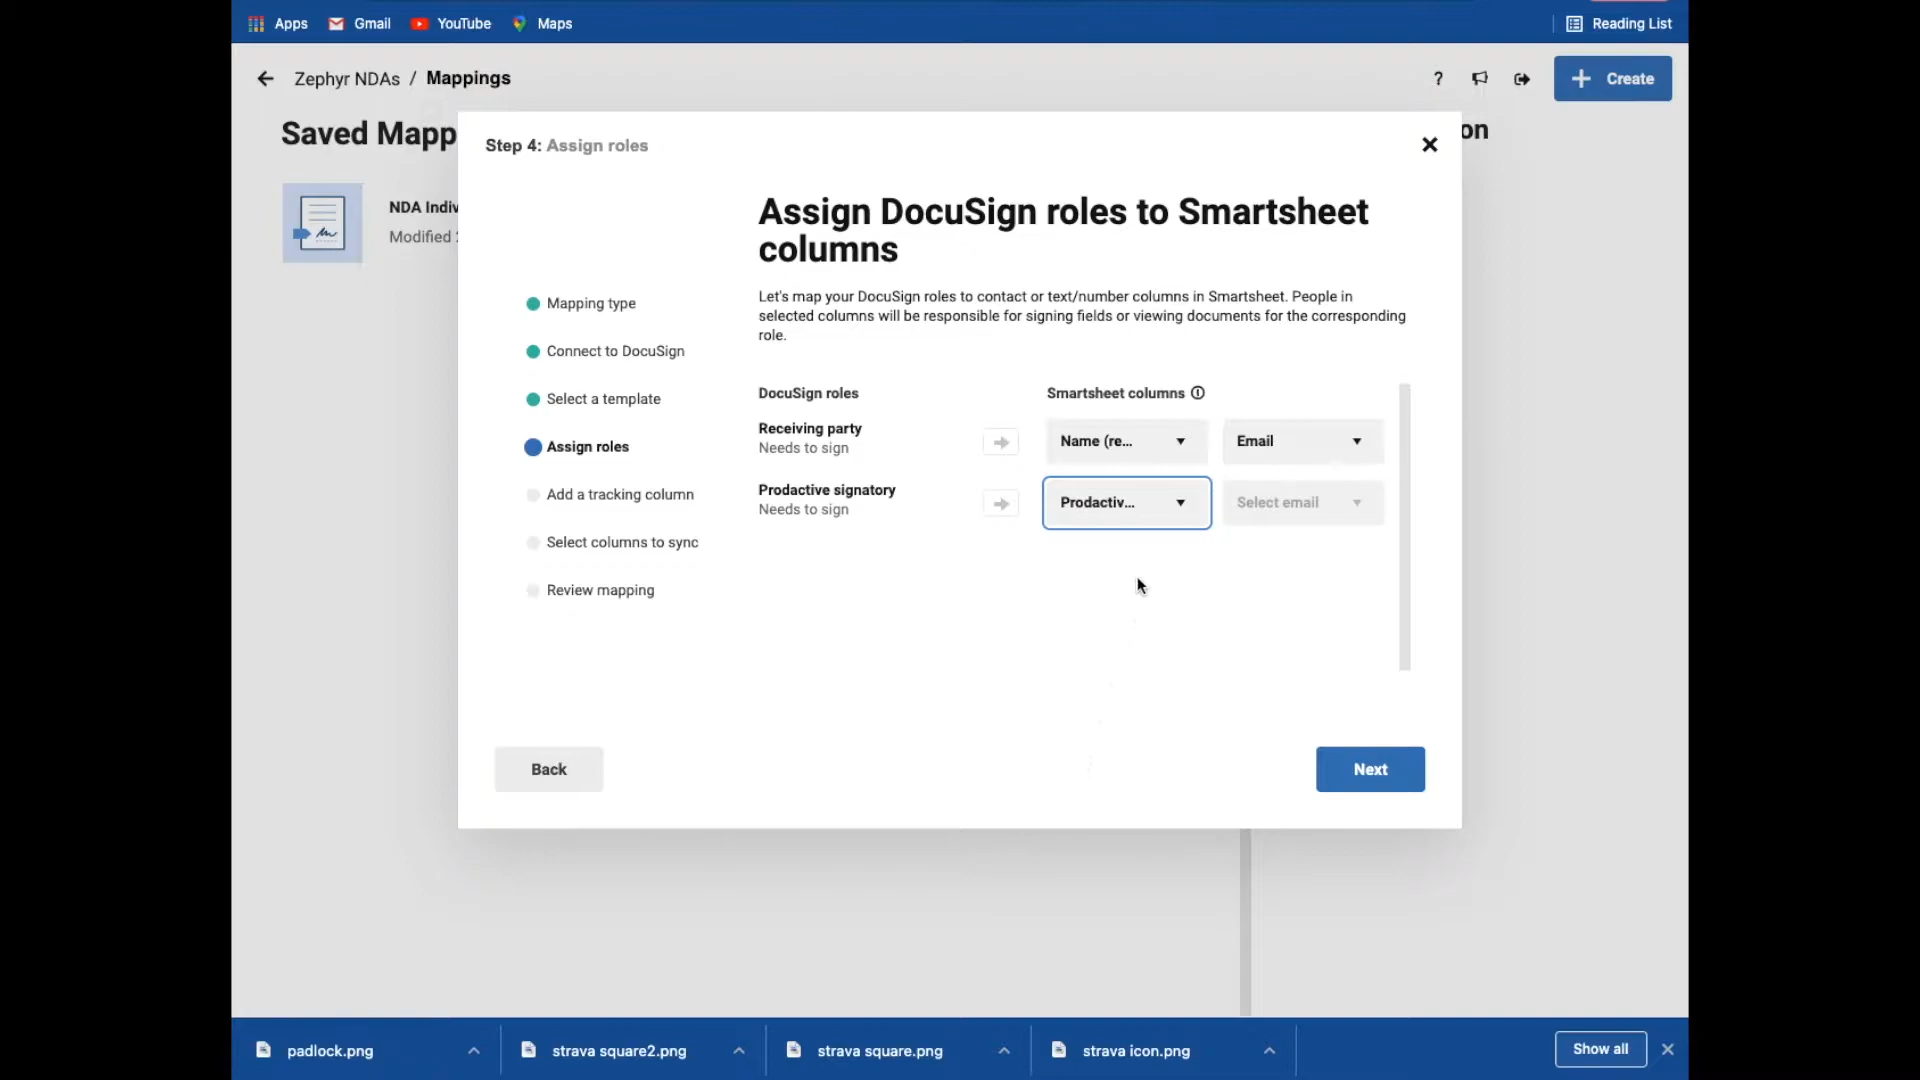 Apps Gmail YouTube Maps Reading List
Zephyr NDAs / Mappings
? Create
Saved Mapp
on
NDA Indiv
Modified
Step 4: Assign roles
Assign DocuSign roles to Smartsheet
columns
Let's map your DocuSign roles to contact or text/number columns in Smartsheet. People in
selected columns will be responsible for signing fields or viewing documents for the corresponding
role.
Mapping type
Connect to DocuSign
Select a template
Assign roles
Add a tracking column
Select columns to sync
Review mapping
DocuSign roles Smartsheet columns
Receiving party
Needs to sign
Name (re... Email
Prodactive signatory
Needs to sign
Prodactiv... Select email
Back Next
padlock.png strava square2.png strava square.png strava icon.png Show all